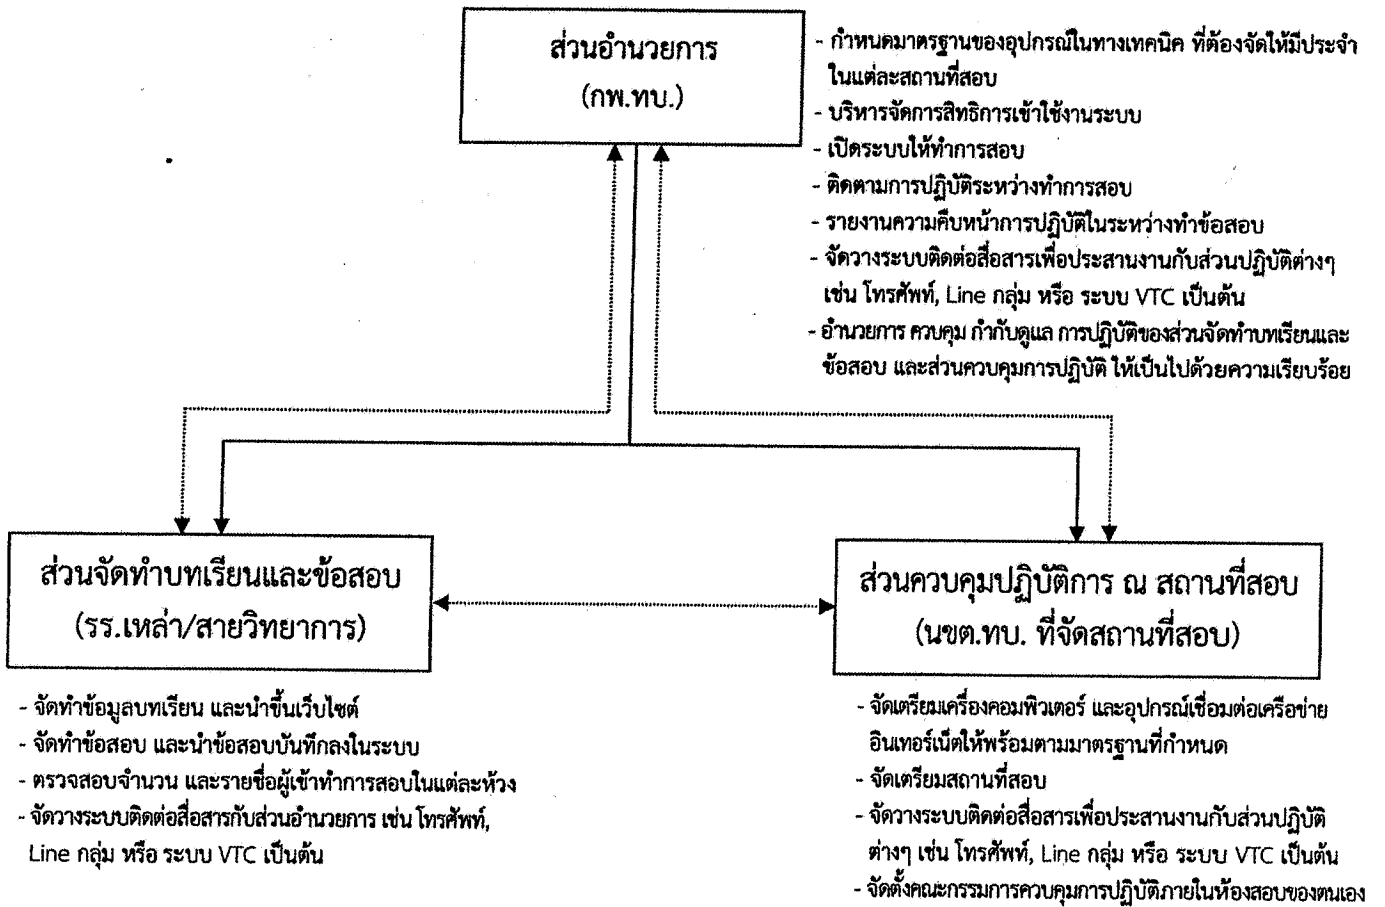 ส่วนอำนวยการ
(กพ.ทบ.)
- กำหนดมาตรฐานของอุปกรณ์ในทางเทคนิค ที่ต้องจัดให้มีประจำ
ในแต่ละสถานที่สอบ
- บริหารจัดการสิทธิการเข้าใช้งานระบบ
- เปิดระบบให้ทำการสอบ
- ติดตามการปฏิบัติระหว่างทำการสอบ
- รายงานความคืบหน้าการปฏิบัติในระหว่างทำข้อสอบ
- จัดวางระบบติดต่อสื่อสารเพื่อประสานงานกับส่วนปฏิบัติต่างๆ
เช่น โทรศัพท์, Line กลุ่ม หรือ ระบบ VTC เป็นต้น
- อำนวยการ ควบคุม กำกับดูแล การปฏิบัติของส่วนจัดทำบทเรียนและ
ข้อสอบ และส่วนควบคุมการปฏิบัติ ให้เป็นไปด้วยความเรียบร้อย
ส่วนจัดทำบทเรียนและข้อสอบ
(รร.เหล่า/สายวิทยาการ)
- จัดทำข้อมูลบทเรียน และนำขึ้นเว็บไซต์
- จัดทำข้อสอบ และนำข้อสอบบันทึกลงในระบบ
- ตรวจสอบจำนวน และรายชื่อผู้เข้าทำการสอบในแต่ละห้วง
- จัดวางระบบติดต่อสื่อสารกับส่วนอำนวยการ เช่น โทรศัพท์,
Line กลุ่ม หรือ ระบบ VTC เป็นต้น
ส่วนควบคุมปฏิบัติการ ณ สถานที่สอบ
(นขต.ทบ. ที่จัดสถานที่สอบ)
- จัดเตรียมเครื่องคอมพิวเตอร์ และอุปกรณ์เชื่อมต่อเครือข่าย
อินเทอร์เน็ตให้พร้อมตามมาตรฐานที่กำหนด
- จัดเตรียมสถานที่สอบ
- จัดวางระบบติดต่อสื่อสารเพื่อประสานงานกับส่วนปฏิบัติ
ต่างๆ เช่น โทรศัพท์, Line กลุ่ม หรือ ระบบ VTC เป็นต้น
- จัดตั้งคณะกรรมการควบคุมการปฏิบัติภายในห้องสอบของตนเอง